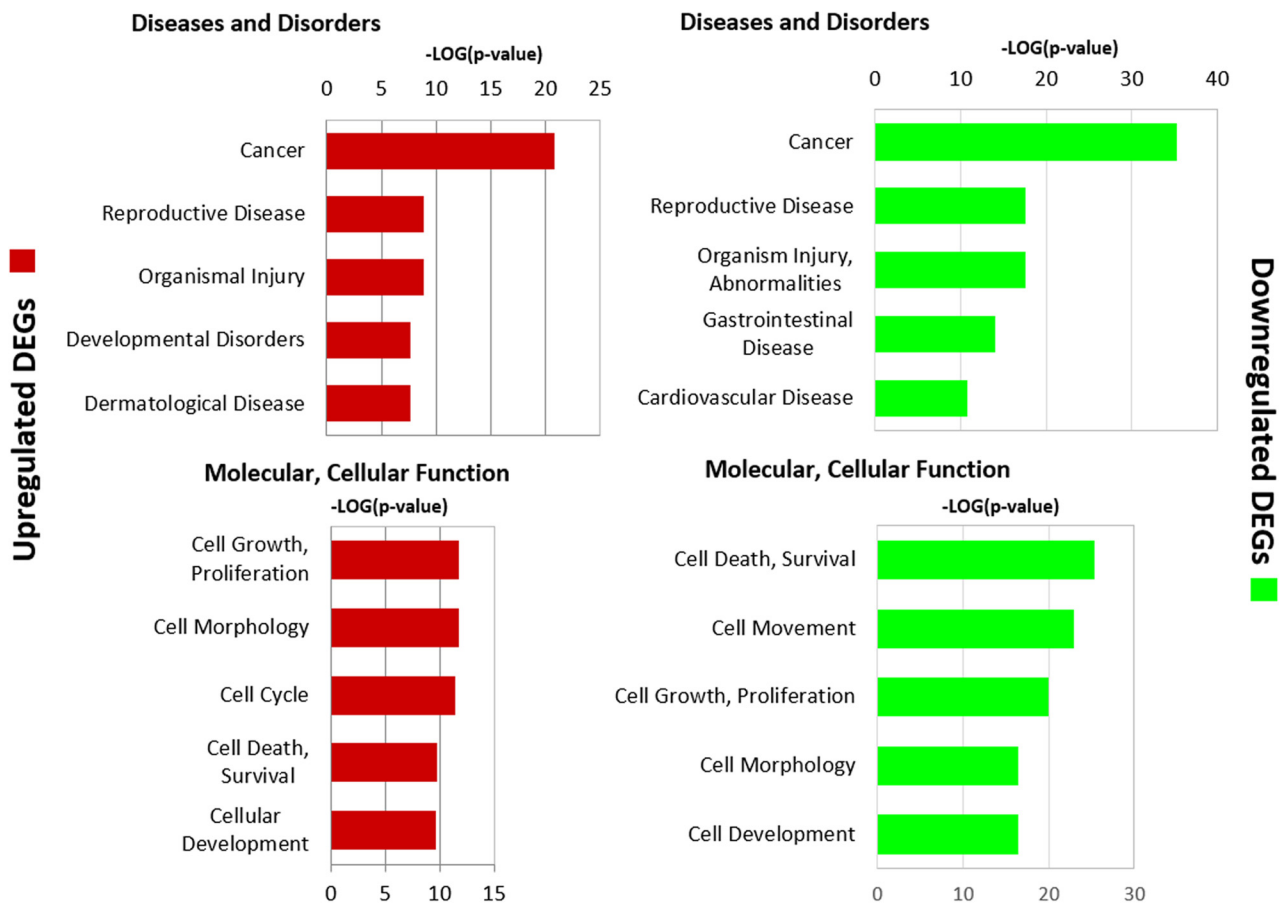 Diseases and Disorders
-LOG(p-value)
0 5 10 15 20 25
Cancer
Reproductive Disease
Organismal Injury
Developmental Disorders
Dermatological Disease
Upregulated DEGs
Molecular, Cellular Function
-LOG(p-value)
Cell Growth,
Proliferation
Cell Morphology
Cell Cycle
Cell Death,
Survival
Cellular
Development
0 5 10 15
Diseases and Disorders
-LOG(p-value)
0 10 20 30 40
Cancer
Reproductive Disease
Organism Injury,
Abnormalities
Gastrointestinal
Disease
Cardiovascular Disease
Downregulated DEGs
Molecular, Cellular Function
-LOG(p-value)
Cell Death, Survival
Cell Movement
Cell Growth, Proliferation
Cell Morphology
Cell Development
0 10 20 30